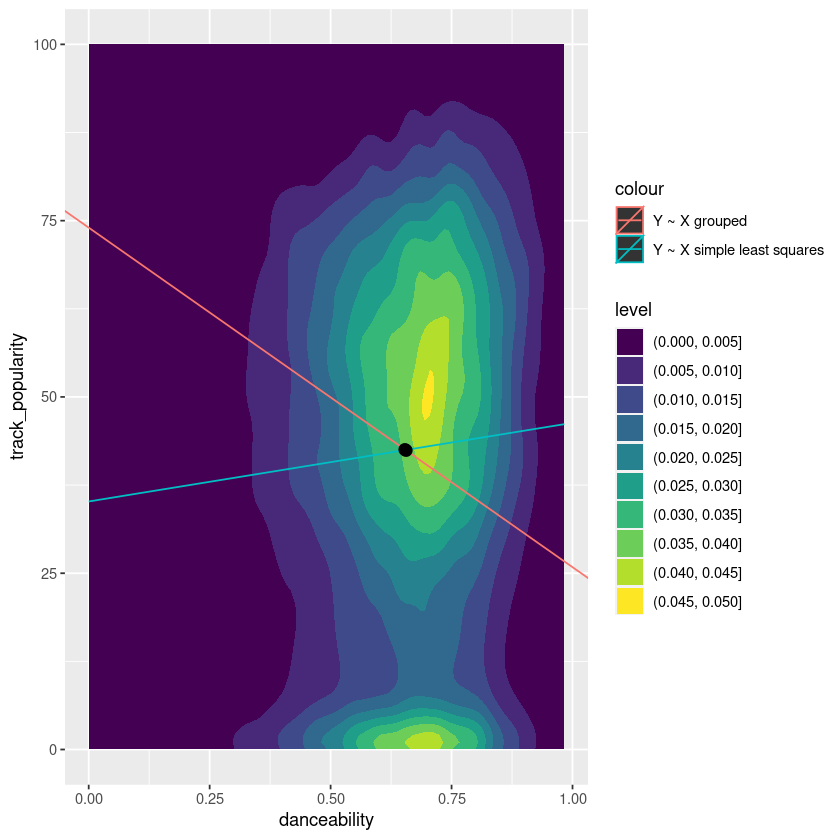 100
75
50
25
0
track_popularity
0.00 0.25 0.50 0.75 1.00
danceability
colour
Y ~ X grouped
Y ~ X simple least squares
level
(0.000, 0.005]
(0.005, 0.010]
(0.010, 0.015]
(0.015, 0.020]
(0.020, 0.025]
(0.025, 0.030]
(0.030, 0.035]
(0.035, 0.040]
(0.040, 0.045]
(0.045, 0.050]